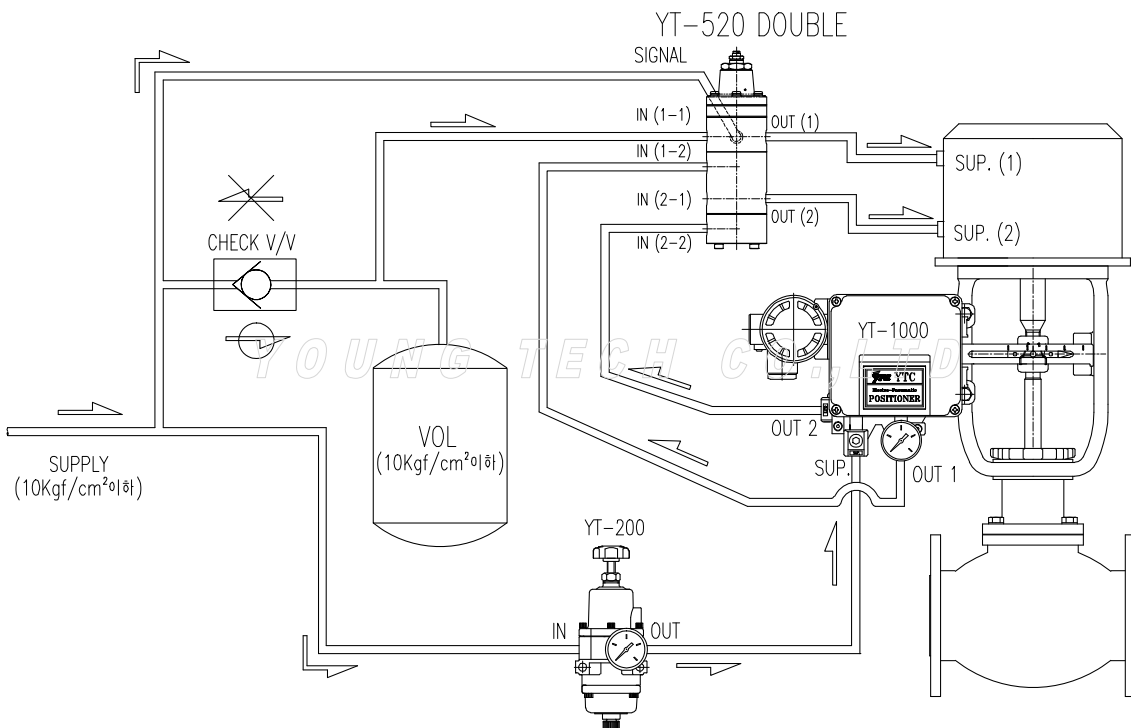 YT-520 DOUBLE
SIGNAL
IN (1-1)
OUT (1)
IN (1-2)
SUP. (1)
IN (2-1)
OUT (2)
SUP. (2)
IN (2-2)
CHECK V/V
YT-1000
YOUNG TECH CO.,LTD
YTC
Electro-Pneumatic
POSITIONER
OUT 2
VOL
(10Kgf/cm²이하)
SUPPLY
(10Kgf/cm²이하)
SUP.
OUT 1
YT-200
IN
OUT